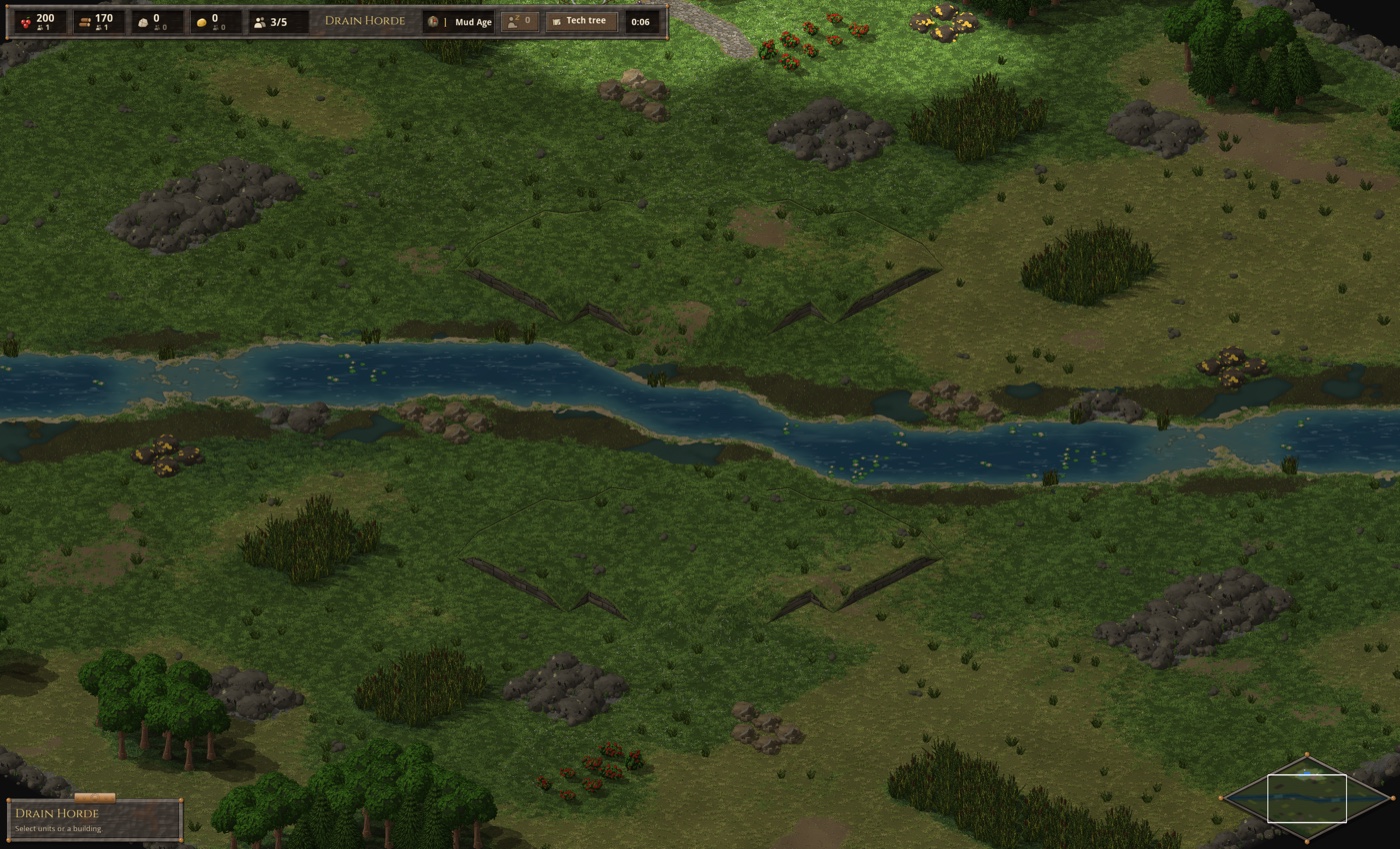 200 170 0 0 3/5 DRAIN HORDE | Mud Age 0 Tech tree 0:06
1 1 0 0
DRAIN HORDE
Select units or a building